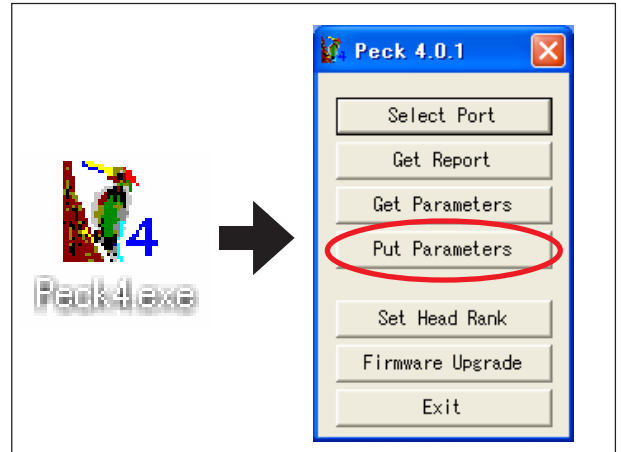 4
Peck4.exe
Peck 4.0.1
Select Port
Get Report
Get Parameters
Put Parameters
Set Head Rank
Firmware Upgrade
Exit